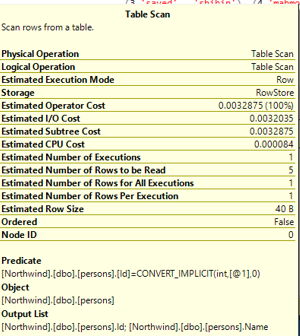 (3,'sayed' , 'shihin'), (4,'mahmo
Table Scan
Scan rows from a table.
Physical Operation Table Scan
Logical Operation Table Scan
Estimated Execution Mode Row
Storage RowStore
Estimated Operator Cost 0.0032875 (100%)
Estimated I/O Cost 0.0032035
Estimated Subtree Cost 0.0032875
Estimated CPU Cost 0.000084
Estimated Number of Executions 1
Estimated Number of Rows to be Read 5
Estimated Number of Rows for All Executions 1
Estimated Number of Rows Per Execution 1
Estimated Row Size 40 B
Ordered False
Node ID 0
Predicate
[Northwind].[dbo].[persons].[Id]=CONVERT_IMPLICIT(int,[@1],0)
Object
[Northwind].[dbo].[persons]
Output List
[Northwind].[dbo].[persons].Id; [Northwind].[dbo].[persons].Name